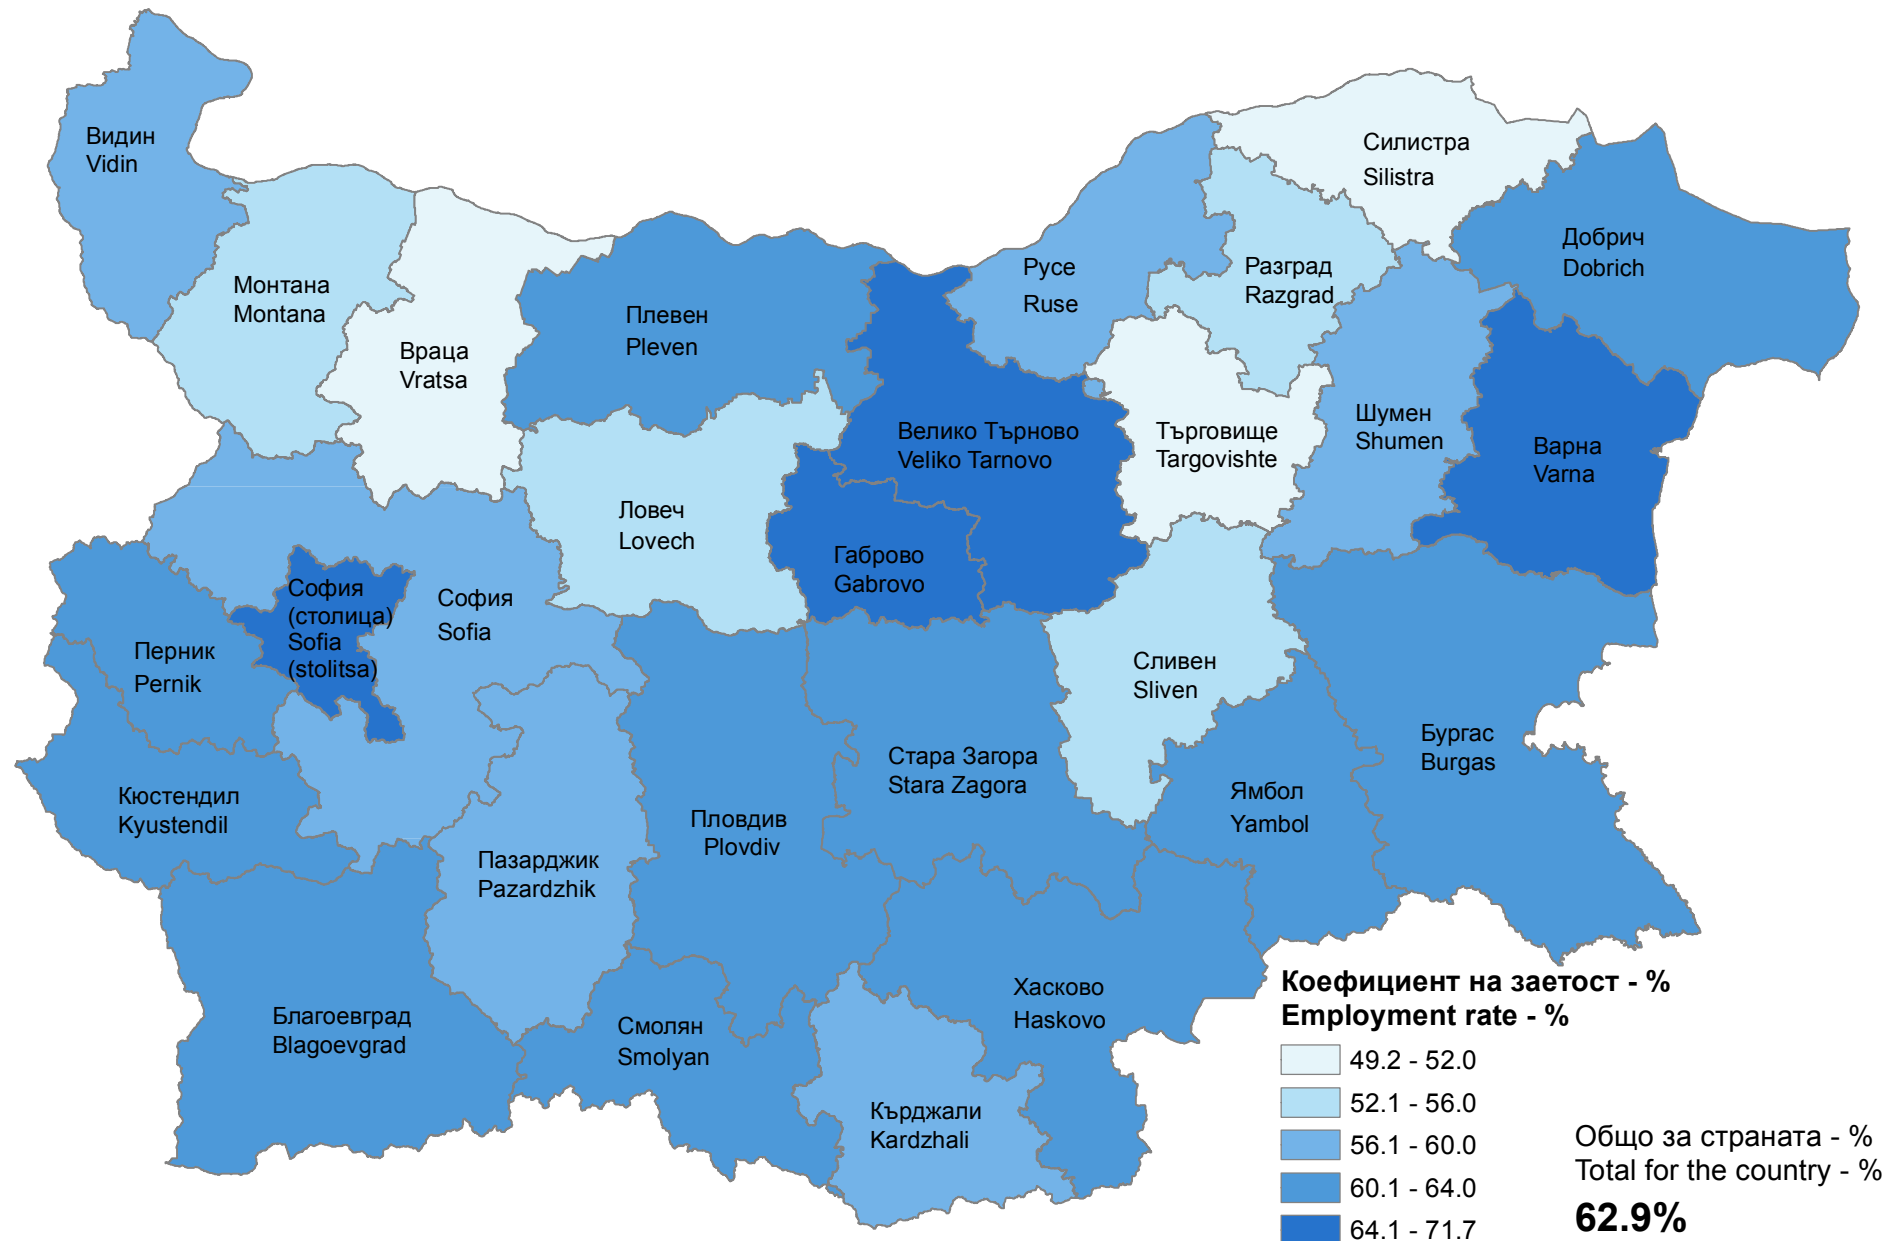 Видин
Vidin
Монтана
Montana
Враца
Vratsa
Плевен
Pleven
Велико Търново
Veliko Tarnovo
Русе
Ruse
Разград
Razgrad
Силистра
Silistra
Добрич
Dobrich
Търговище
Targovishte
Шумен
Shumen
Варна
Varna
Ловеч
Lovech
Габрово
Gabrovo
София
(столица)
Sofia
(stolitsa)
София
Sofia
Перник
Pernik
Кюстендил
Kyustendil
Пазарджик
Pazardzhik
Пловдив
Plovdiv
Стара Загора
Stara Zagora
Сливен
Sliven
Ямбол
Yambol
Бургас
Burgas
Благоевград
Blagoevgrad
Смолян
Smolyan
Кърджали
Kardzhali
Хасково
Haskovo
Коефициент на заетост - %
Employment rate - %
49.2 - 52.0
52.1 - 56.0
56.1 - 60.0
60.1 - 64.0
64.1 - 71.7
Общо за страната - %
Total for the country - %
62.9%